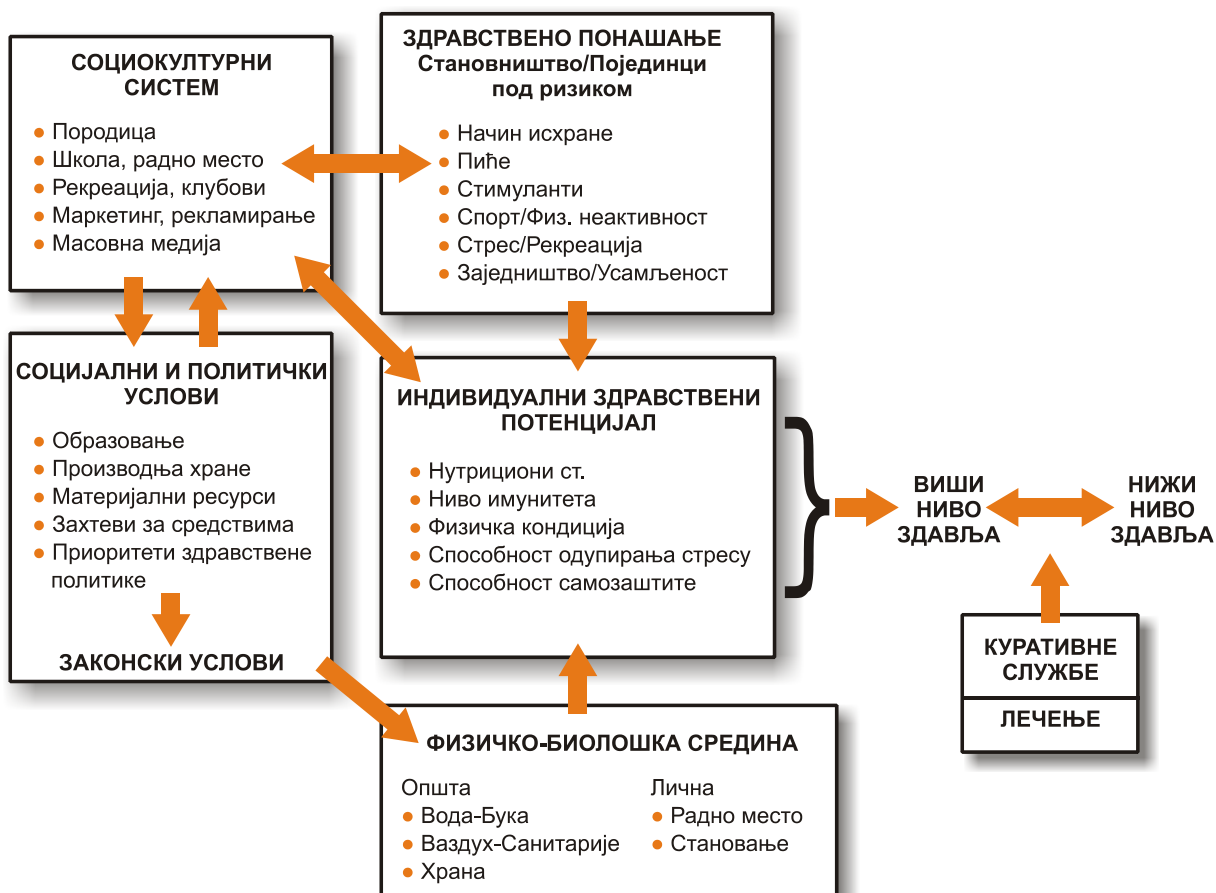 СОЦИОКУЛТУРНИ
СИСТЕМ
Породица
Школа, радно место
Рекреација, клубови
Маркетинг, рекламирање
Масовна медија
ЗДРАВСТВЕНО ПОНАШАЊЕ
Становништво/Појединци
под ризиком
Начин исхране
Пиће
Стимуланти
Спорт/Физ. неактивност
Стрес/Рекреација
Заједништво/Усамљеност
СОЦИЈАЛНИ И ПОЛИТИЧКИ
УСЛОВИ
Образовање
Производња хране
Материјални ресурси
Захтеви за средствима
Приоритети здравствене
политике
ЗАКОНСКИ УСЛОВИ
ИНДИВИДУАЛНИ ЗДРАВСТВЕНИ
ПОТЕНЦИЈАЛ
Нутрициони ст.
Ниво имунитета
Физичка кондиција
Способност одупирања стресу
Способност самозаштите
ВИШИ
НИВО
ЗДАВЉА
НИЖИ
НИВО
ЗДАВЉА
КУРАТИВНЕ
СЛУЖБЕ
ЛЕЧЕЊЕ
ФИЗИЧКО-БИОЛОШКА СРЕДИНА
Општа
Вода-Бука
Ваздух-Санитарије
Храна
Лична
Радно место
Становање